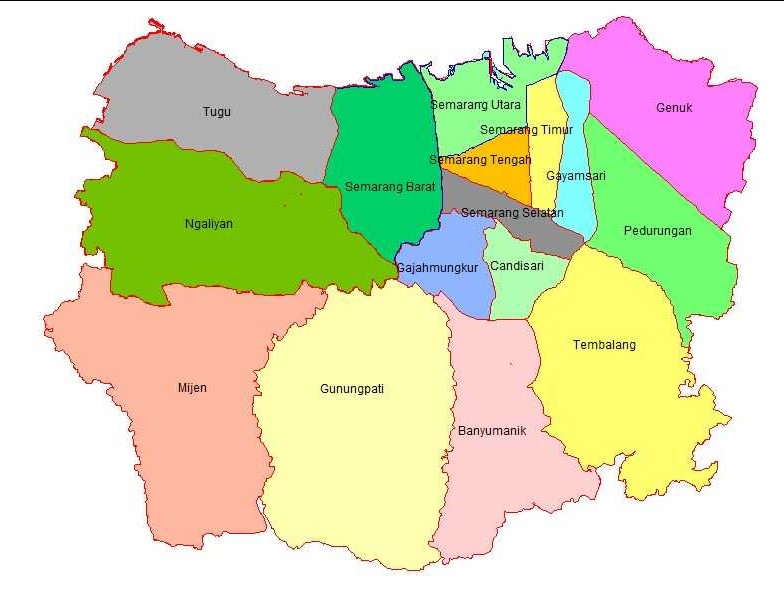 Tugu
Semararg Utara
Genuk
Semarang Timur
Semarang Tengah
Gayamsari
Semarang Barat
Semarang Selatan
Ngaliyan
Pedurungan
Gajahmungkur
Candisari
Tembalang
Mijen
Gunungpati
Banyumanik